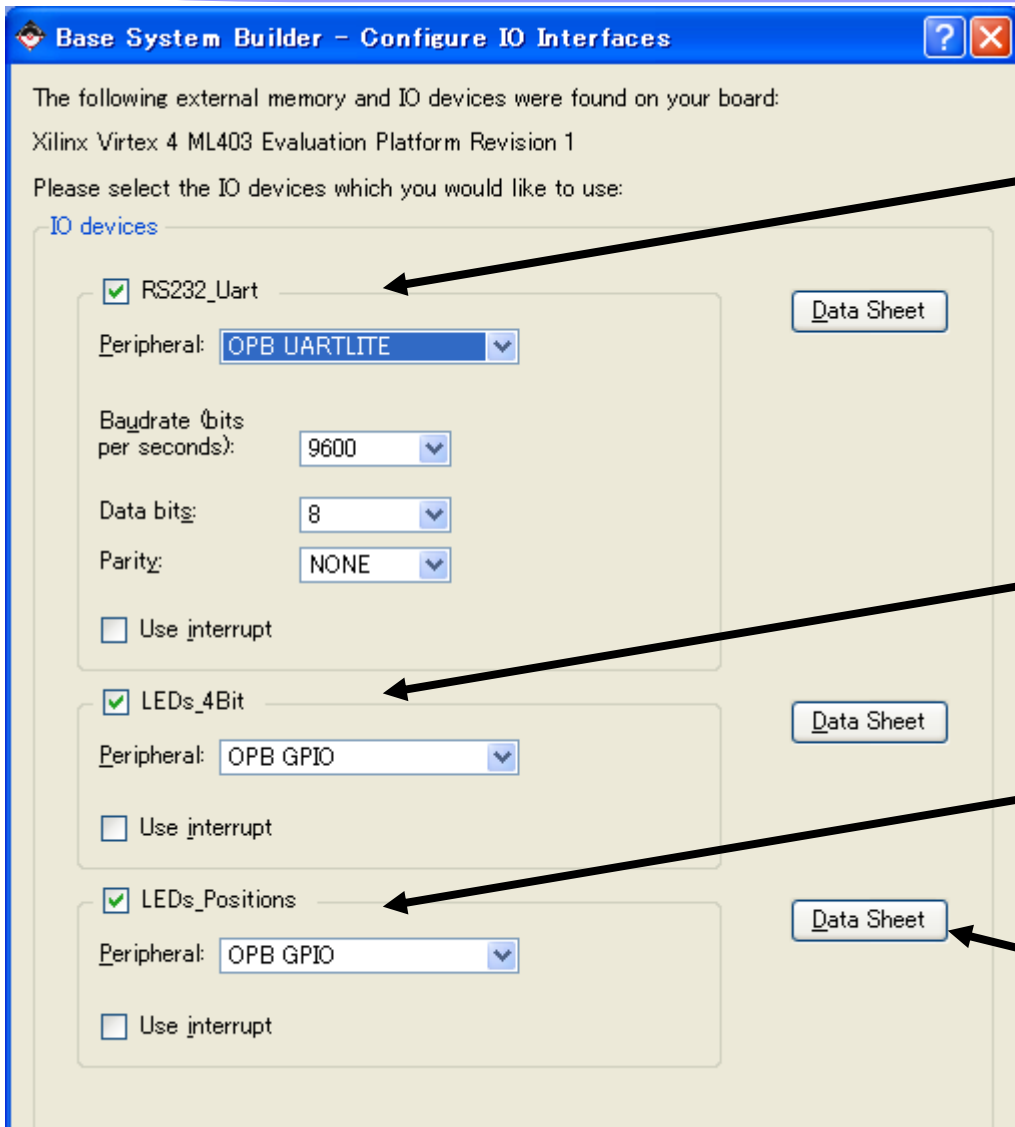 Base System Builder - Configure IO Interfaces
The following external memory and IO devices were found on your board:
Xilinx Virtex 4 ML403 Evaluation Platform Revision 1
Please select the IO devices which you would like to use:
IO devices
RS232_Uart
Data Sheet
Peripheral: OPB UARTLITE
Baudrate (bits
per seconds): 9600
Data bits: 8
Parity: NONE
Use interrupt
LEDs_4Bit
Data Sheet
Peripheral: OPB GPIO
Use interrupt
LEDs_Positions
Data Sheet
Peripheral: OPB GPIO
Use interrupt